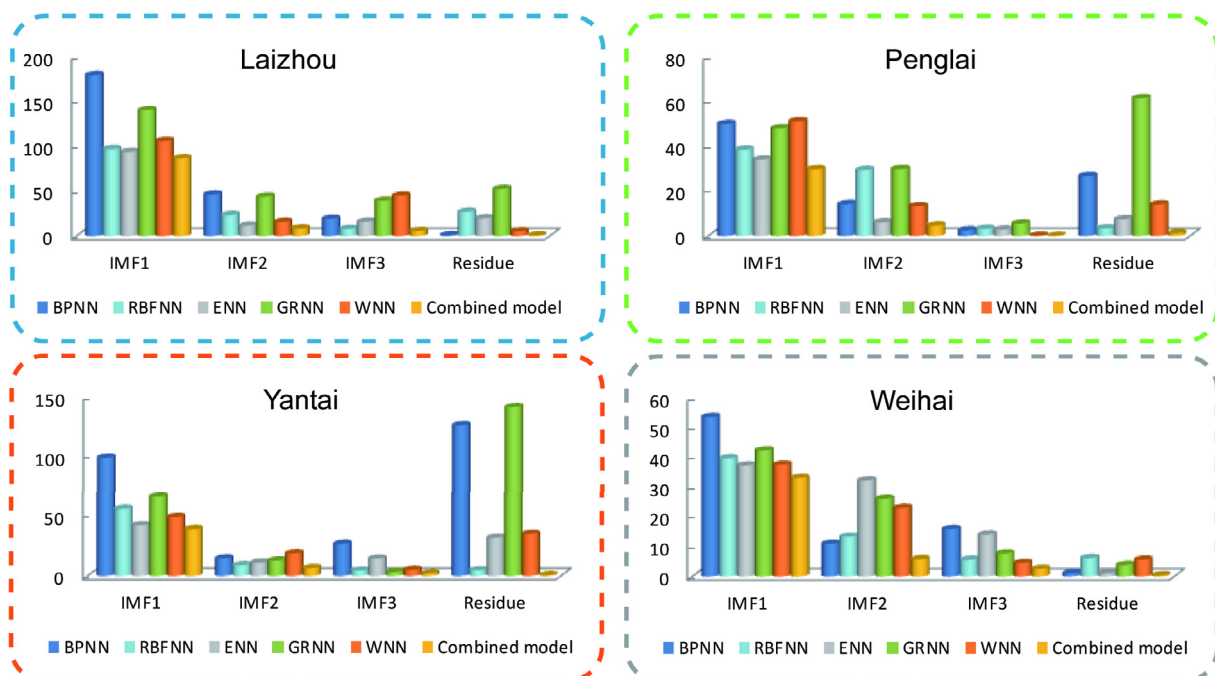 Laizhou
200
150
100
50
0
IMF1 IMF2 IMF3 Residue
BPNN RBFNN ENN GRNN WNN Combined model
Penglai
80
60
40
20
0
IMF1 IMF2 IMF3 Residue
BPNN RBFNN ENN GRNN WNN Combined model
Yantai
150
100
50
0
IMF1 IMF2 IMF3 Residue
BPNN RBFNN ENN GRNN WNN Combined model
Weihai
60
50
40
30
20
10
0
IMF1 IMF2 IMF3 Residue
BPNN RBFNN ENN GRNN WNN Combined model